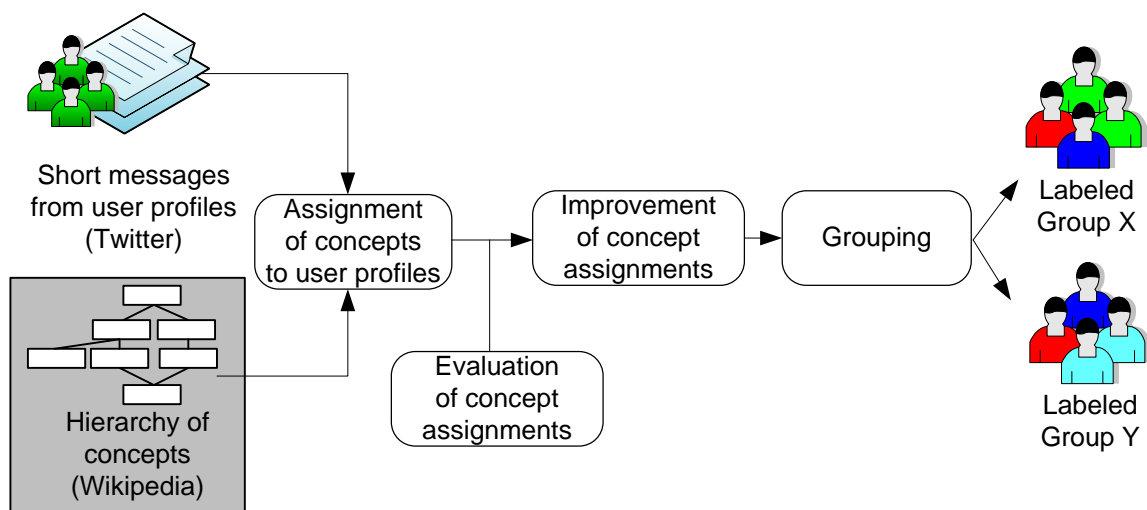 Short messages
from user profiles
(Twitter)
Hierarchy of
concepts
(Wikipedia)
Assignment
of concepts
to user profiles
Evaluation
of concept
assignments
Improvement
of concept
assignments
Grouping
Labeled
Group X
Labeled
Group Y